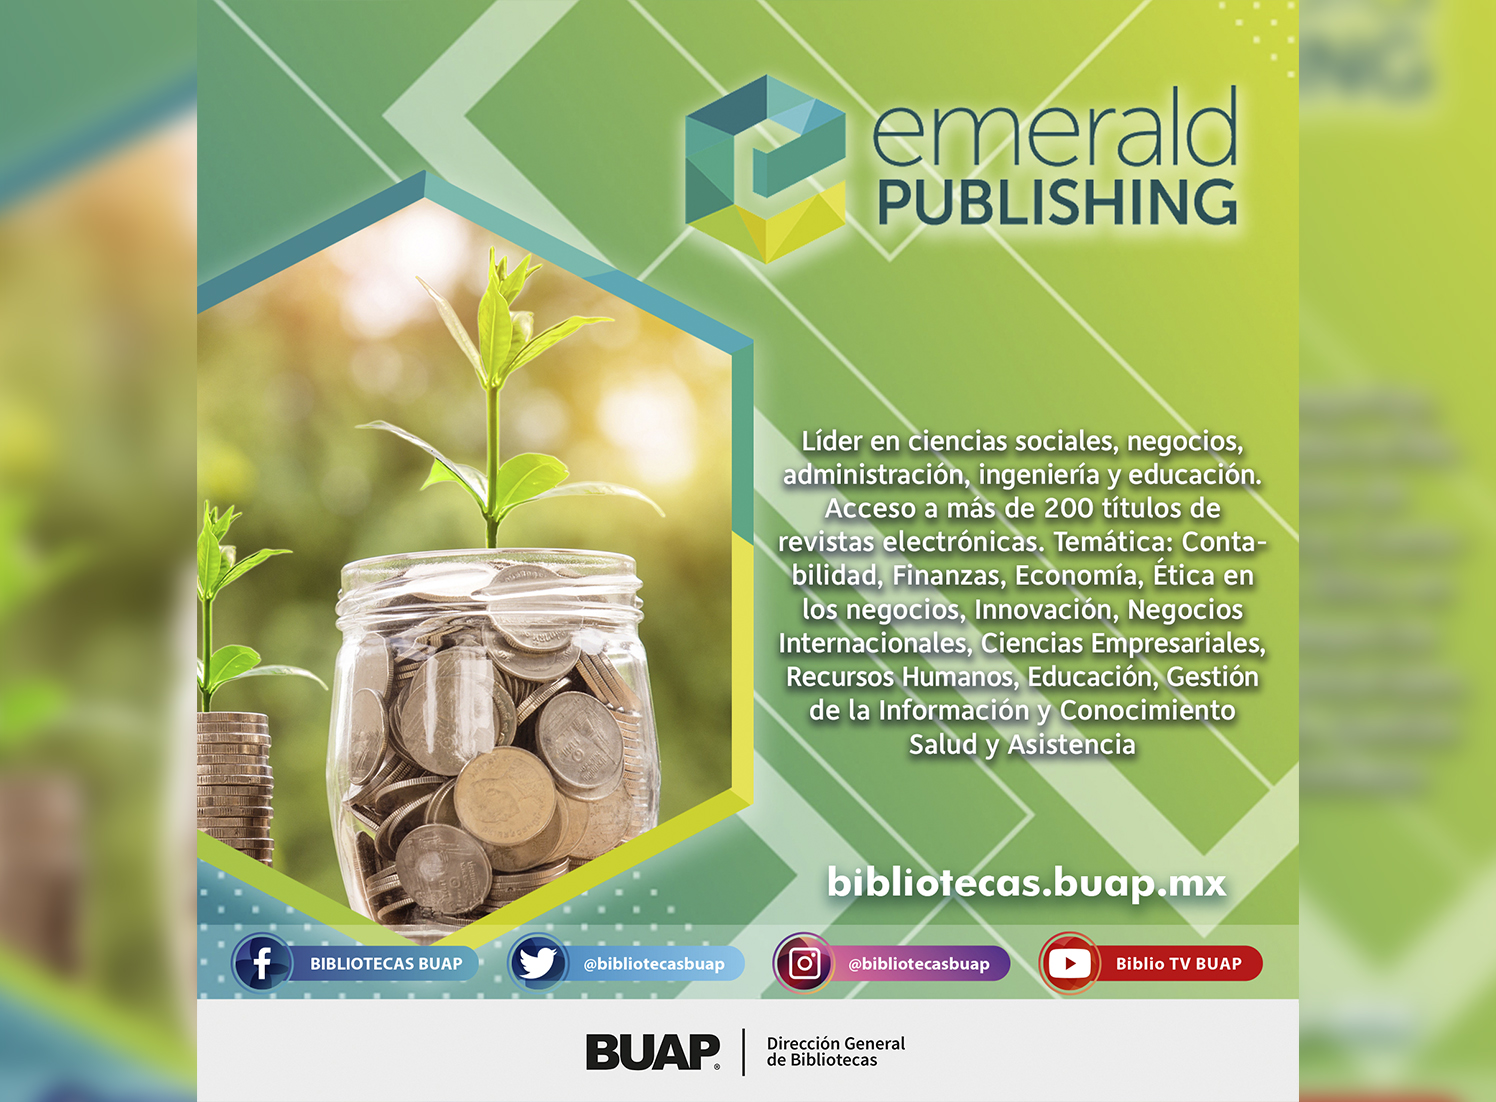 emerald
PUBLISHING
Líder en ciencias sociales, negocios,
administración, ingeniería y educación.
Acceso a más de 200 títulos de
revistas electrónicas. Temática: Conta-
bilidad, Finanzas, Economía, Ética en
los negocios, Innovación, Negocios
Internacionales, Ciencias Empresariales,
Recursos Humanos, Educación, Gestión
de la Información y Conocimiento
Salud y Asistencia
bibliotecas.buap.mx
BIBLIOTECAS BUAP
@bibliotecasbuap
@bibliotecasbuap
Biblio TV BUAP
BUAP®
Dirección General
de Bibliotecas